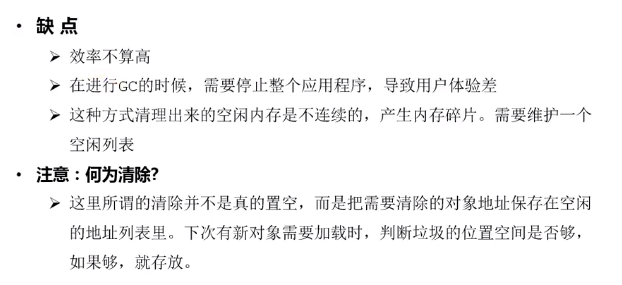 • 缺 点
➢ 效率不算高
➢ 在进行GC的时候，需要停止整个应用程序，导致用户体验差
➢ 这种方式清理出来的空闲内存是不连续的，产生内存碎片。需要维护一个
空闲列表
• 注意：何为清除？
➢ 这里所谓的清除并不是真的置空，而是把需要清除的对象地址保存在空闲
的地址列表里。下次有新对象需要加载时，判断垃圾的位置空间是否够，
如果够，就存放。